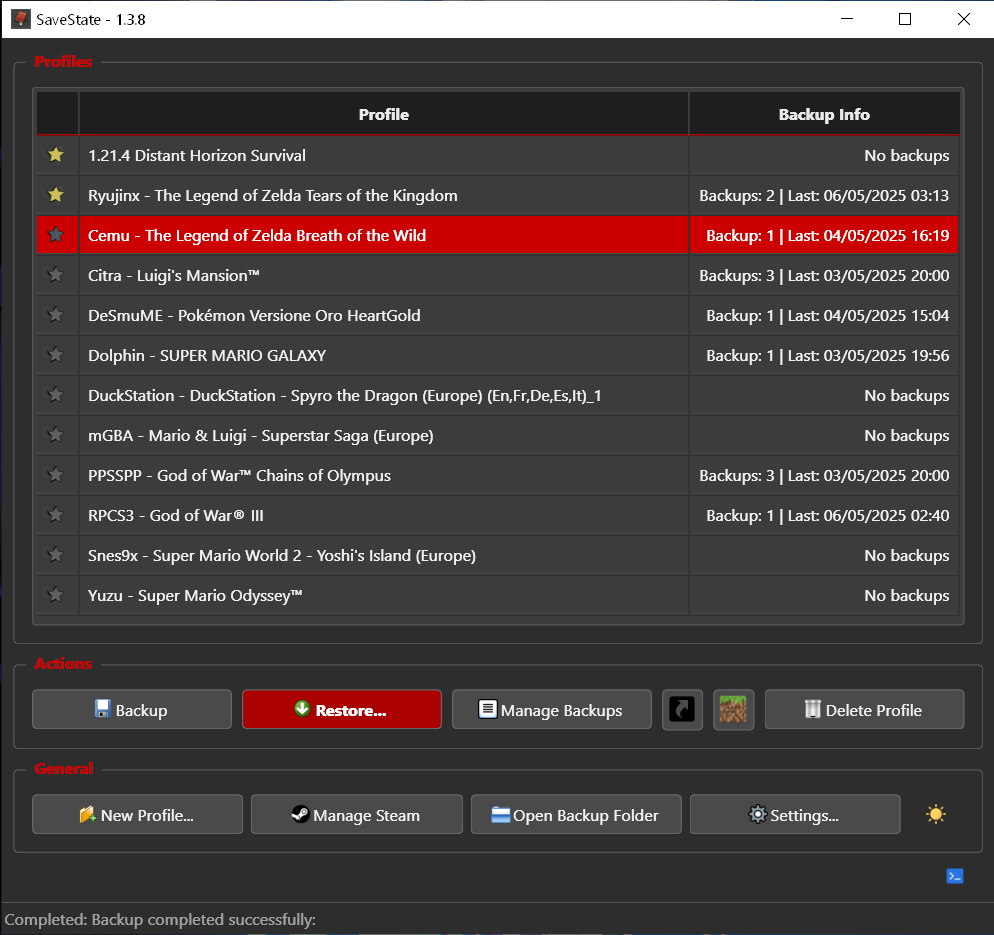 SaveState - 1.3.8
Profiles
Profile Backup Info
1.21.4 Distant Horizon Survival No backups
Ryujinx - The Legend of Zelda Tears of the Kingdom Backups: 2 | Last: 06/05/2025 03:13
Cemu - The Legend of Zelda Breath of the Wild Backup: 1 | Last: 04/05/2025 16:19
Citra - Luigi's Mansion™ Backups: 3 | Last: 03/05/2025 20:00
DeSmuME - Pokémon Versione Oro HeartGold Backup: 1 | Last: 04/05/2025 15:04
Dolphin - SUPER MARIO GALAXY Backup: 1 | Last: 03/05/2025 19:56
DuckStation - DuckStation - Spyro the Dragon (Europe) (En,Fr,De,Es,It)_1 No backups
mGBA - Mario & Luigi - Superstar Saga (Europe) No backups
PPSSPP - God of War™ Chains of Olympus Backups: 3 | Last: 03/05/2025 20:00
RPCS3 - God of War® III Backup: 1 | Last: 06/05/2025 02:40
Snes9x - Super Mario World 2 - Yoshi's Island (Europe) No backups
Yuzu - Super Mario Odyssey™ No backups
Actions
Backup Restore... Manage Backups Delete Profile
General
New Profile... Manage Steam Open Backup Folder Settings...
Completed: Backup completed successfully: